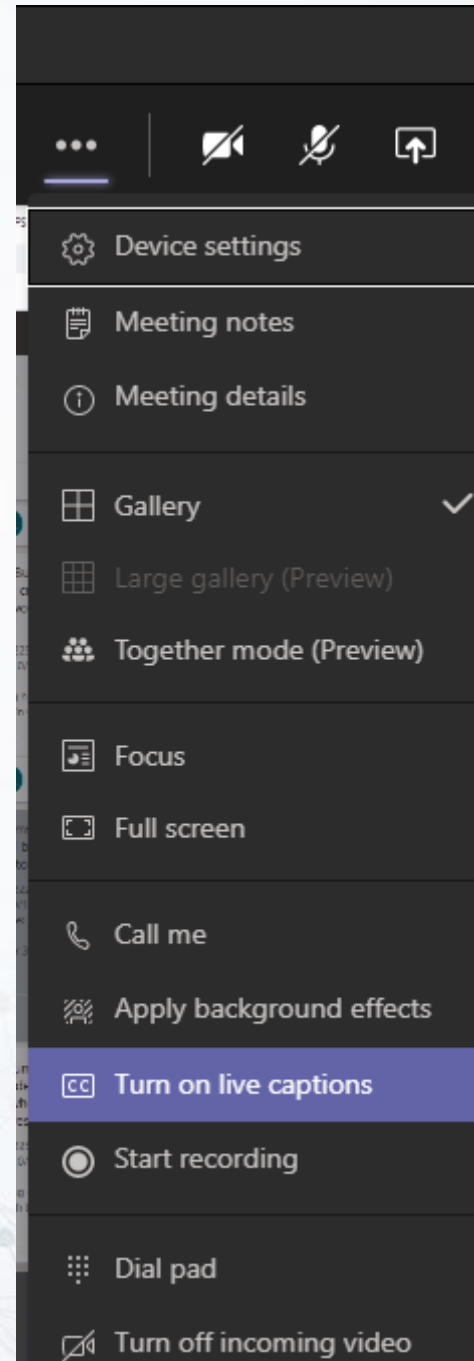 Device settings
Meeting notes
Meeting details
Gallery
Large gallery (Preview)
Together mode (Preview)
Focus
Full screen
Call me
Apply background effects
CC Turn on live captions
Start recording
Dial pad
Turn off incoming video